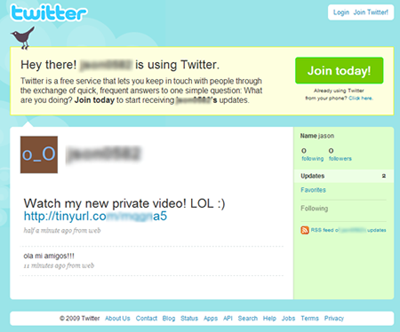 twitter
Login Join Twitter!
Hey there! is using Twitter.
Twitter is a free service that lets you keep in touch with people through
the exchange of quick, frequent answers to one simple question: What
are you doing? Join today to start receiving 's updates.
Join today!
Already using Twitter
from your phone? Click here.
o_O
Watch my new private video! LOL :)
http://tinyurl.co a5
half a minute ago from web
ola mi amigos!!!
11 minutes ago from web
Name jason
0 0
following followers
Updates 2
Favorites
Following
RSS feed of updates
© 2009 Twitter About Us Contact Blog Status Apps API Search Help Jobs Terms Privacy